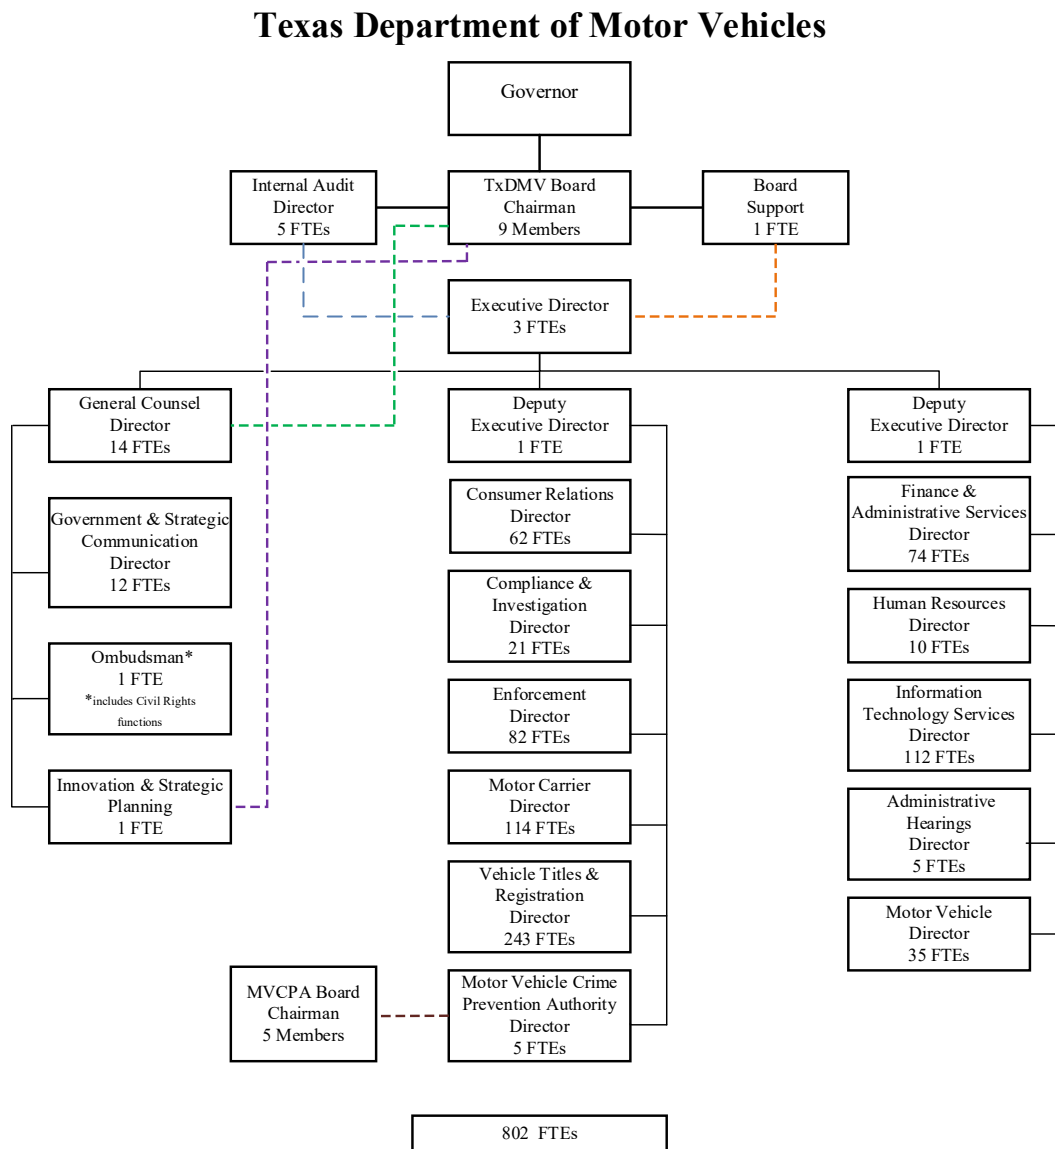 Texas Department of Motor Vehicles
Governor
Internal Audit
Director
5 FTEs
TxDMV Board
Chairman
9 Members
Board
Support
1 FTE
Executive Director
3 FTEs
General Counsel
Director
14 FTEs
Deputy
Executive Director
1 FTE
Deputy
Executive Director
1 FTE
Government & Strategic
Communication
Director
12 FTEs
Ombudsman*
1 FTE
*includes Civil Rights
functions
Innovation & Strategic
Planning
1 FTE
Consumer Relations
Director
62 FTEs
Compliance &
Investigation
Director
21 FTEs
Enforcement
Director
82 FTEs
Motor Carrier
Director
114 FTEs
Vehicle Titles &
Registration
Director
243 FTEs
MVCPA Board
Chairman
5 Members
Motor Vehicle Crime
Prevention Authority
Director
5 FTEs
Finance &
Administrative Services
Director
74 FTEs
Human Resources
Director
10 FTEs
Information
Technology Services
Director
112 FTEs
Administrative
Hearings
Director
5 FTEs
Motor Vehicle
Director
35 FTEs
802 FTEs